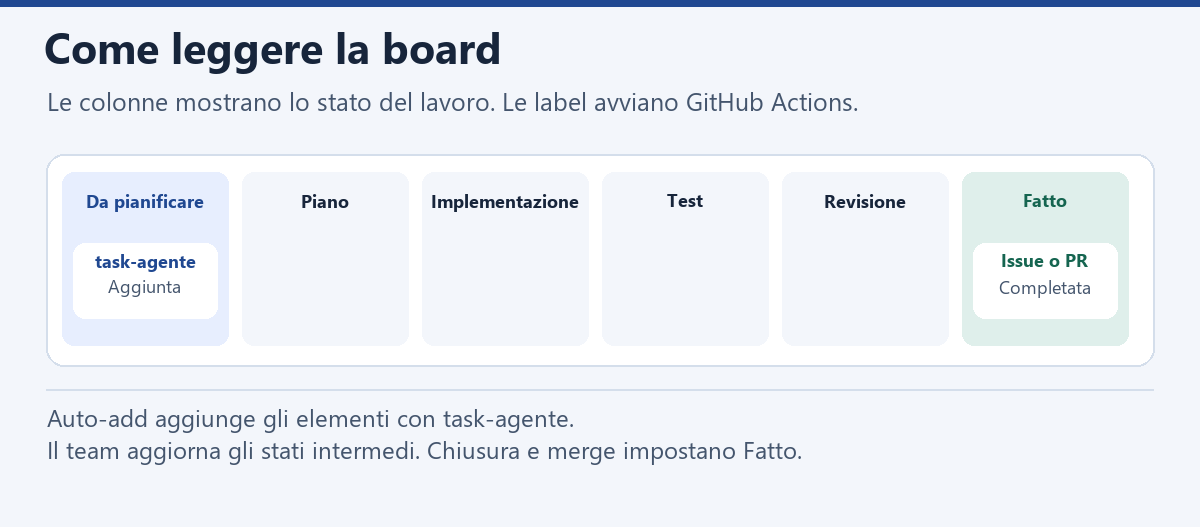 Come leggere la board
Le colonne mostrano lo stato del lavoro. Le label avviano GitHub Actions.
Da pianificare
task-agente
Aggiunta
Piano
Implementazione
Test
Revisione
Fatto
Issue o PR
Completata
Auto-add aggiunge gli elementi con task-agente.
Il team aggiorna gli stati intermedi. Chiusura e merge impostano Fatto.